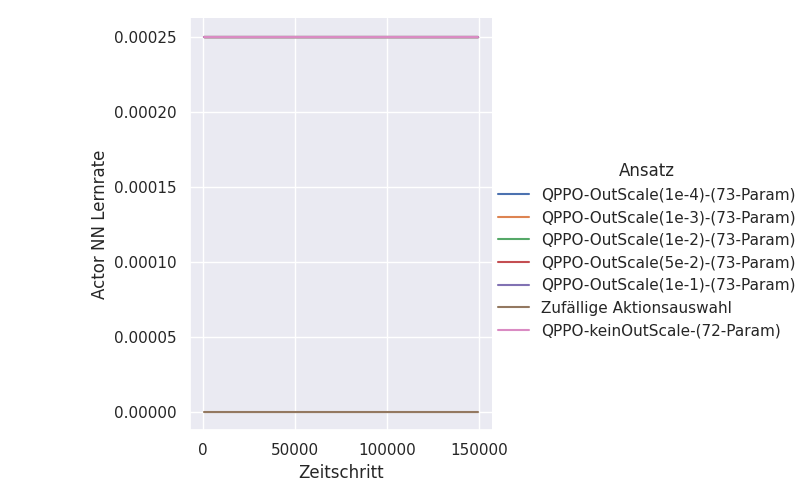 0.00025
0.00020
0.00015
0.00010
0.00005
0.00000
Actor NN Lernrate
0 50000 100000 150000
Zeitschritt
Ansatz
QPPO-OutScale(1e-4)-(73-Param)
QPPO-OutScale(1e-3)-(73-Param)
QPPO-OutScale(1e-2)-(73-Param)
QPPO-OutScale(5e-2)-(73-Param)
QPPO-OutScale(1e-1)-(73-Param)
Zufällige Aktionsauswahl
QPPO-keinOutScale-(72-Param)